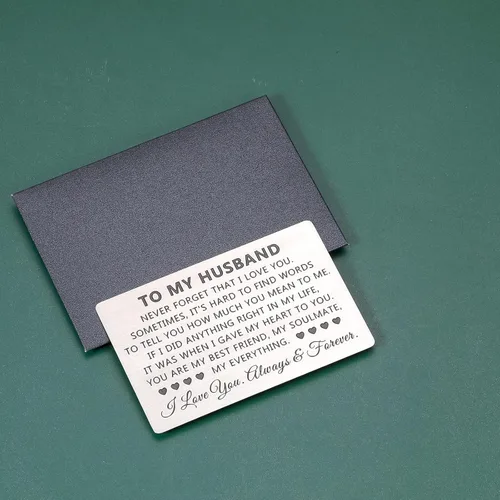 TO MY HUSBAND
NEVER FORGET THAT I LOVE YOU.
SOMETIMES, IT'S HARD TO FIND WORDS
TO TELL YOU HOW MUCH YOU MEAN TO ME.
IF I DID ANYTHING RIGHT IN MY LIFE,
IT WAS WHEN I GAVE MY HEART TO YOU.
YOU ARE MY BEST FRIEND, MY SOULMATE,
♥♥♥♥ MY EVERYTHING. ♥♥♥♥
I Love You, Always & Forever.